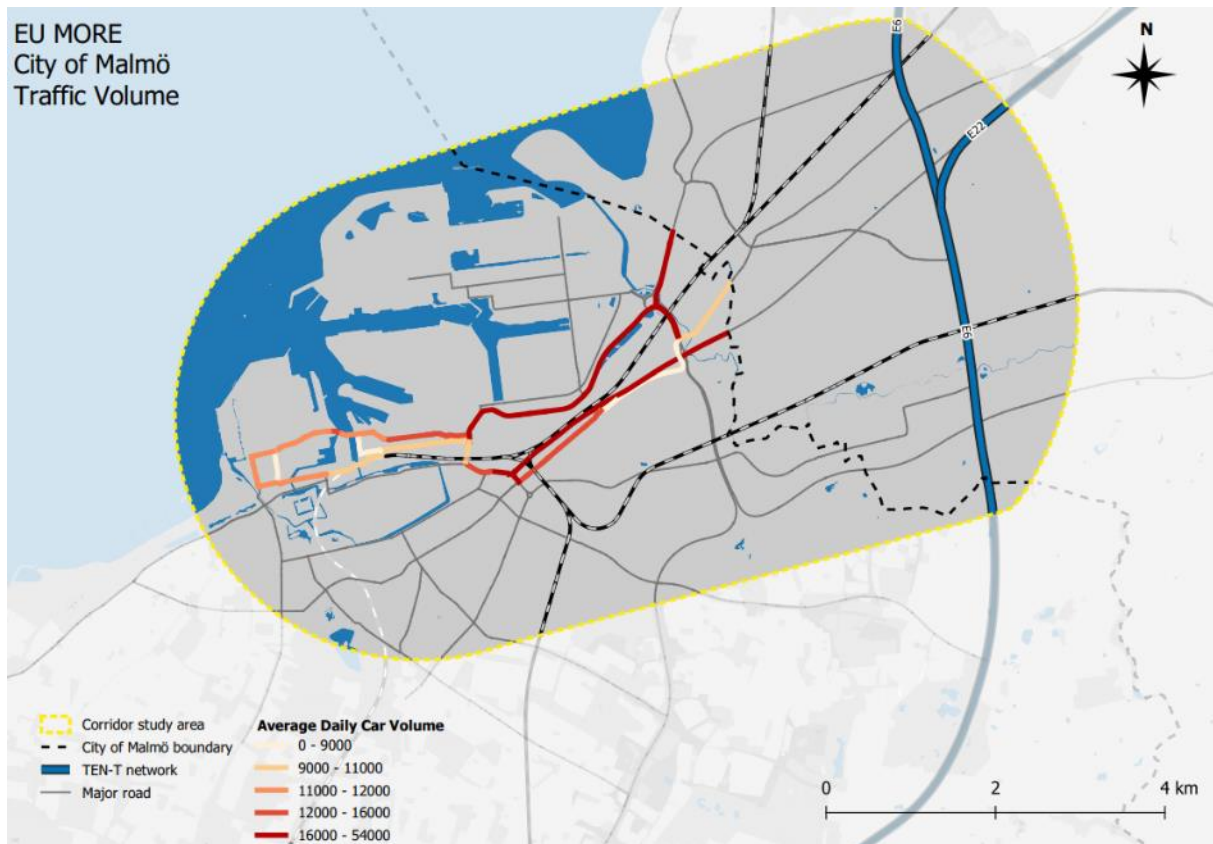 EU MORE
City of Malmö
Traffic Volume
N
E6
E22
E6
Corridor study area
City of Malmö boundary
TEN-T network
Major road
Average Daily Car Volume
0 - 9000
9000 - 11000
11000 - 12000
12000 - 16000
16000 - 54000
0 2 4 km